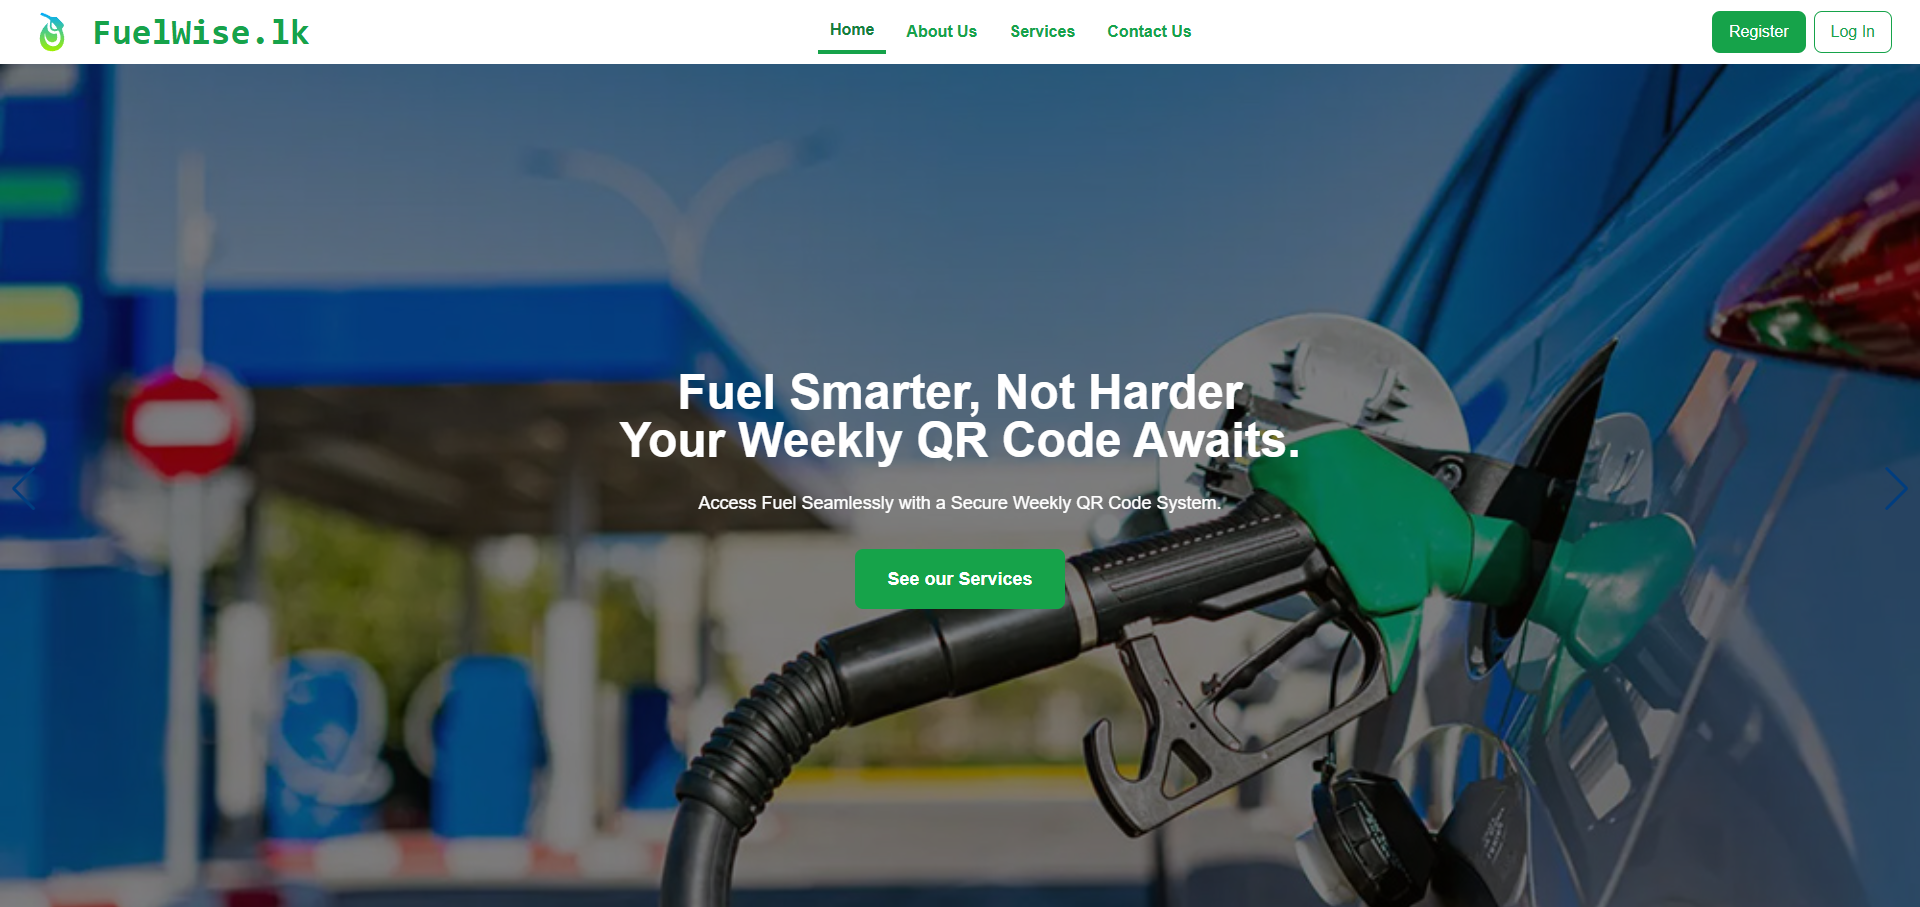 FuelWise.lk
Home
About Us
Services
Contact Us
Register
Log In
Fuel Smarter, Not Harder
Your Weekly QR Code Awaits.
Access Fuel Seamlessly with a Secure Weekly QR Code System.
See our Services